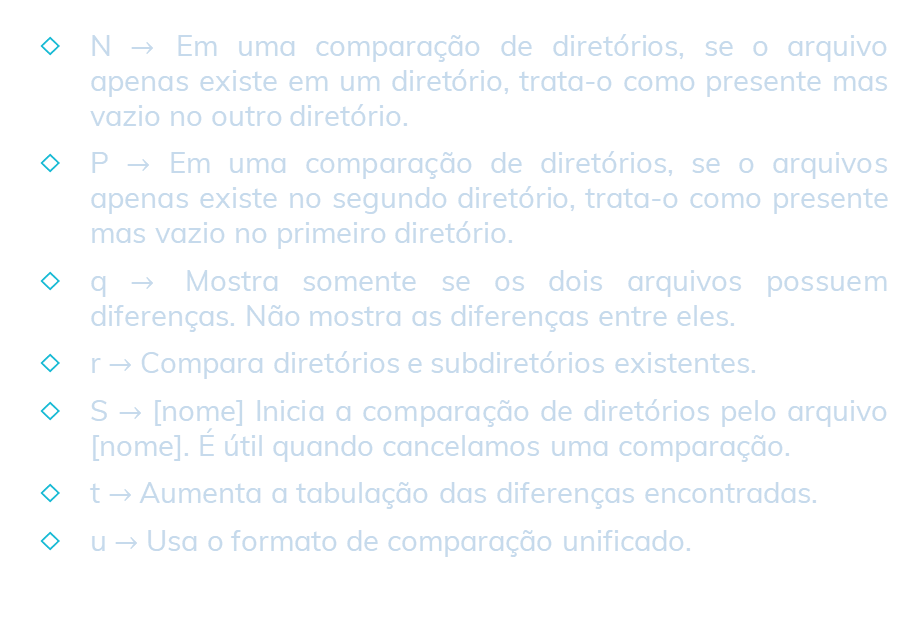 N → Em uma comparação de diretórios, se o arquivo
apenas existe em um diretório, trata-o como presente mas
vazio no outro diretório.
P → Em uma comparação de diretórios, se o arquivos
apenas existe no segundo diretório, trata-o como presente
mas vazio no primeiro diretório.
q → Mostra somente se os dois arquivos possuem
diferenças. Não mostra as diferenças entre eles.
r → Compara diretórios e subdiretórios existentes.
S → [nome] Inicia a comparação de diretórios pelo arquivo
[nome]. É útil quando cancelamos uma comparação.
t → Aumenta a tabulação das diferenças encontradas.
u → Usa o formato de comparação unificado.